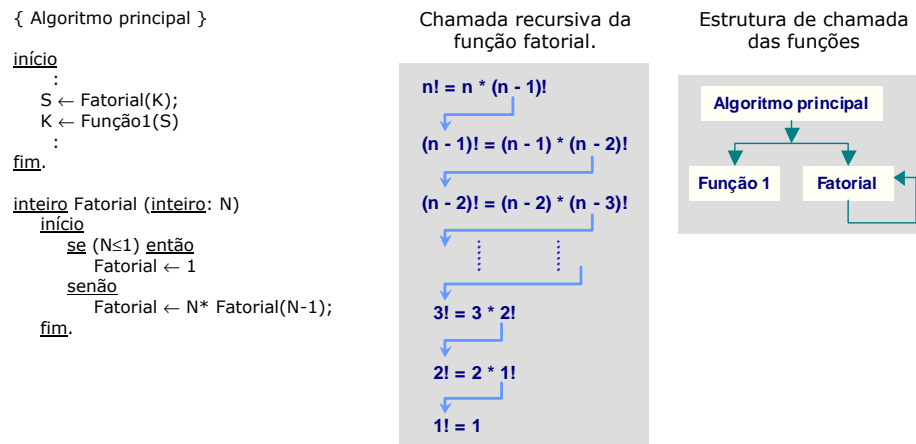 { Algoritmo principal }
início
:
S ← Fatorial(K);
K ← Função1(S)
:
fim.
inteiro Fatorial (inteiro: N)
início
se (N≤1) então
Fatorial ← 1
senão
Fatorial ← N* Fatorial(N-1);
fim.
Chamada recursiva da
função fatorial.
n! = n * (n - 1)!
(n - 1)! = (n - 1) * (n - 2)!
(n - 2)! = (n - 2) * (n - 3)!
3! = 3 * 2!
2! = 2 * 1!
1! = 1
Estrutura de chamada
das funções
Algoritmo principal
Função 1
Fatorial